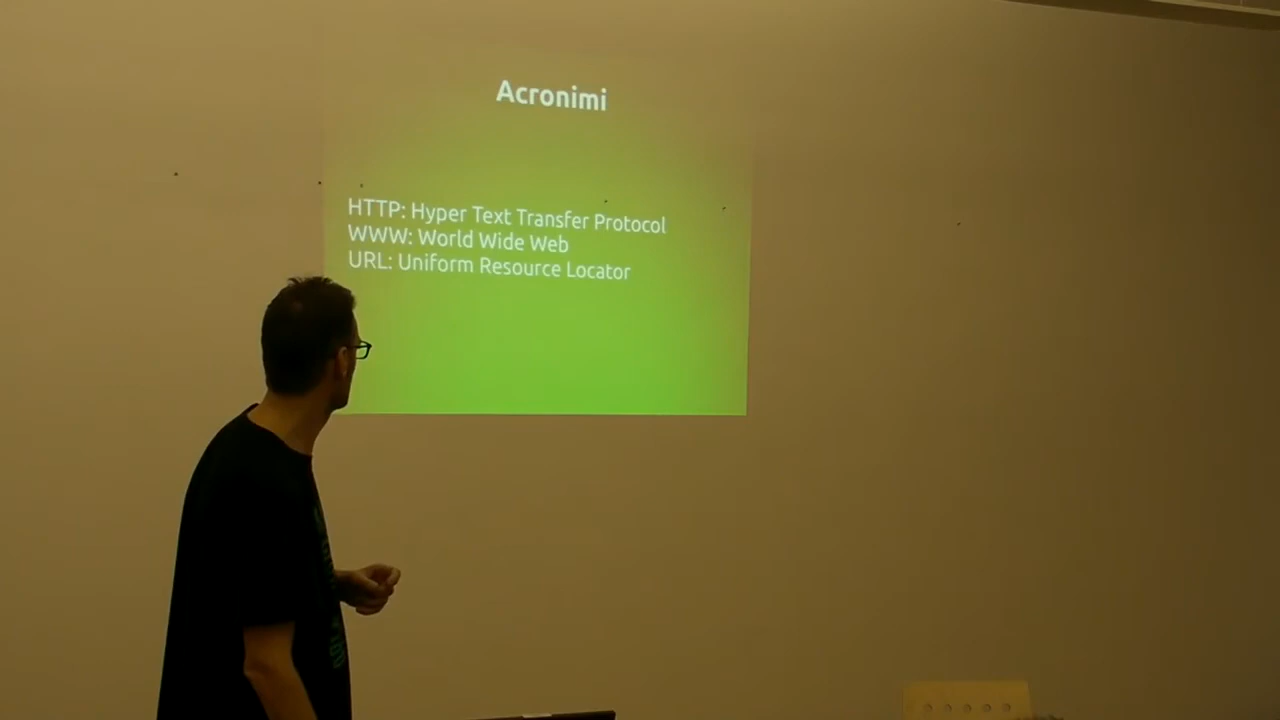 Acronimi
HTTP: Hyper Text Transfer Protocol
WWW: World Wide Web
URL: Uniform Resource Locator